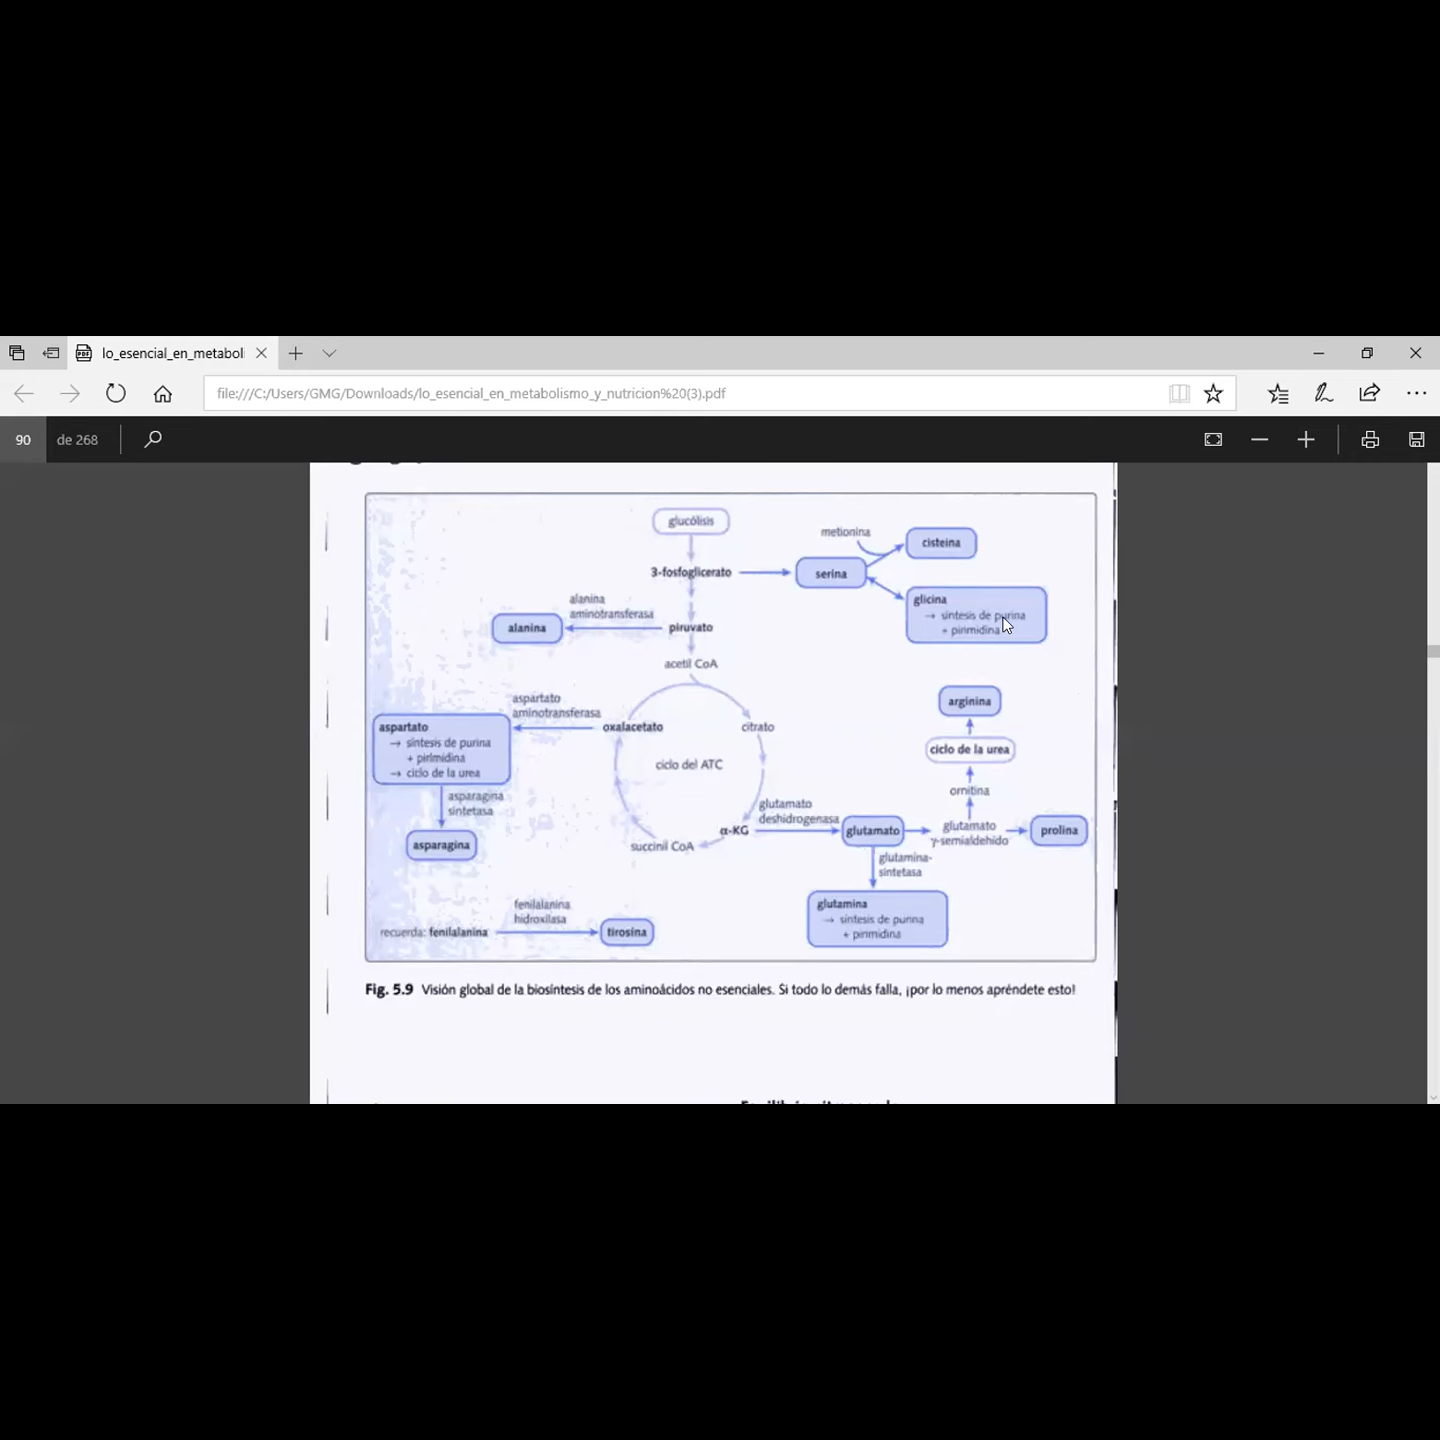 lo_esencial_en_metaboli
file:///C:/Users/GMG/Downloads/lo_esencial_en_metabolismo_y_nutricion%20(3).pdf
90 de 268
glucólisis
metionina
cisteina
3-fosfoglicerato
serina
glicina
→ síntesis de purina
+ pirimidina
alanina
aminotransferasa
alanina
piruvato
acetil CoA
arginina
aspartato
aminotransferasa
aspartato
→ síntesis de purina
+ pirimidina
→ ciclo de la urea
oxalacetato
citrato
ciclo de la urea
ciclo del ATC
ornitina
asparagina
sintetasa
glutamato
deshidrogenasa
α-KG
glutamato
glutamato
γ-semialdehido
prolina
asparagina
succinil CoA
glutamina-
sintetasa
glutamina
→ síntesis de purina
+ pirimidina
fenilalanina
hidroxilasa
recuerda: fenilalanina
tirosina
Fig. 5.9 Visión global de la biosíntesis de los aminoácidos no esenciales. Si todo lo demás falla, ¡por lo menos apréndete esto!